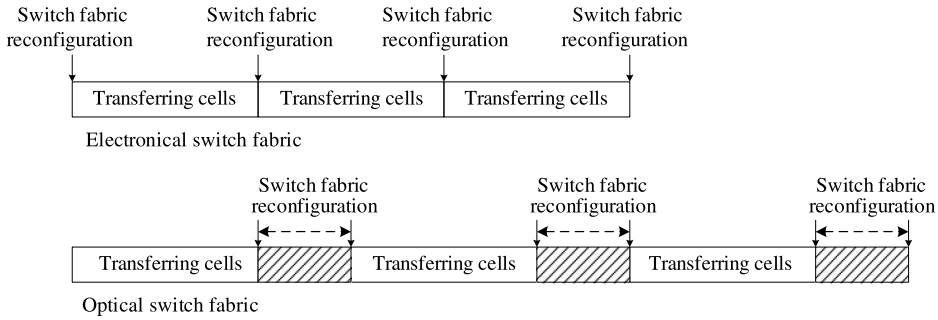 Switch fabric
reconfiguration
Switch fabric
reconfiguration
Switch fabric
reconfiguration
Switch fabric
reconfiguration
Transferring cells
Transferring cells
Transferring cells
Electronical switch fabric
Switch fabric
reconfiguration
Switch fabric
reconfiguration
Switch fabric
reconfiguration
Transferring cells
Transferring cells
Transferring cells
Optical switch fabric